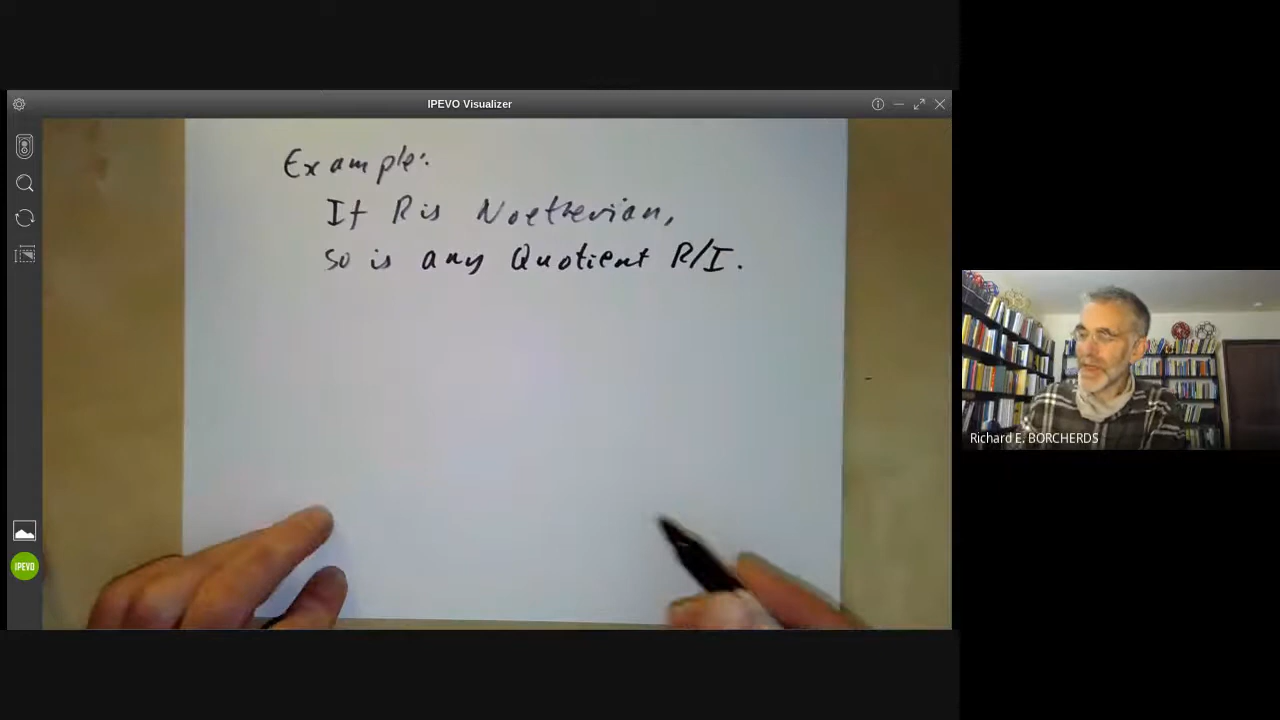 IPEVO Visualizer
Example:
If R is Noetherian,
so is any Quotient R/I.
IPEVO
Richard E. BORCHERDS